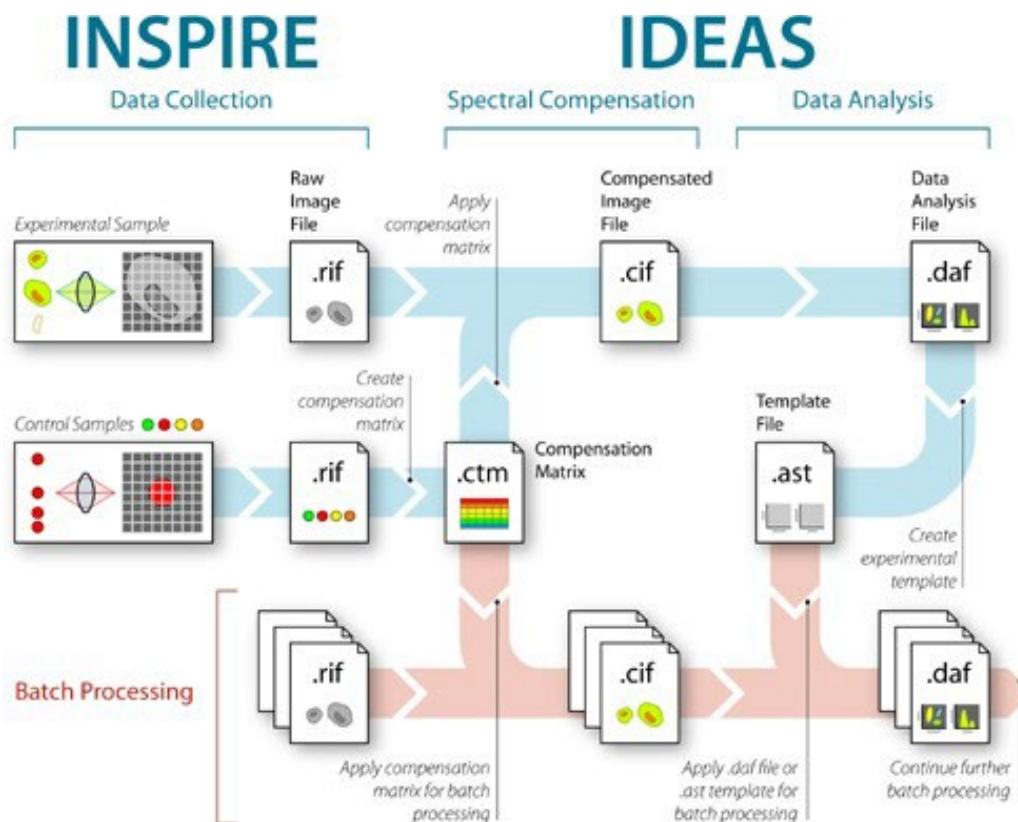 INSPIRE
IDEAS
Data Collection
Spectral Compensation
Data Analysis
Experimental Sample
Raw
Image
File
.rif
Apply
compensation
matrix
Compensated
Image
File
.cif
Data
Analysis
File
.daf
Control Samples
.rif
Create
compensation
matrix
.ctm
Compensation
Matrix
Template
File
.ast
Create
experimental
template
Batch Processing
.rif
.cif
.daf
Apply compensation
matrix for batch
processing
Apply .daf file or
.ast template for
batch processing
Continue further
batch processing